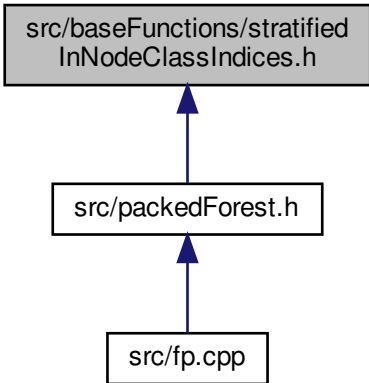 src/baseFunctions/stratified
InNodeClassIndices.h
src/packedForest.h
src/fp.cpp